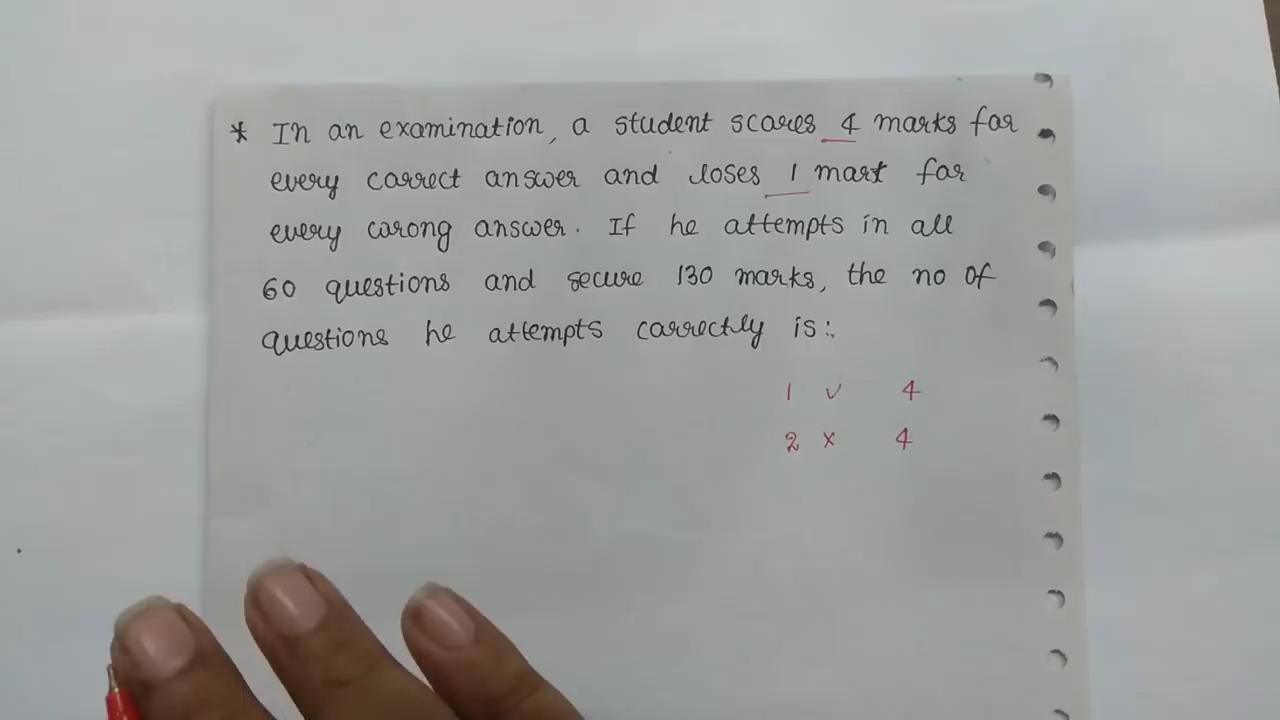 * In an examination, a student scores 4 marks for
every correct answer and loses 1 mark for
every wrong answer. If he attempts in all
60 questions and secure 130 marks, the no of
questions he attempts correctly is:
1 ✓ 4
2 × 4